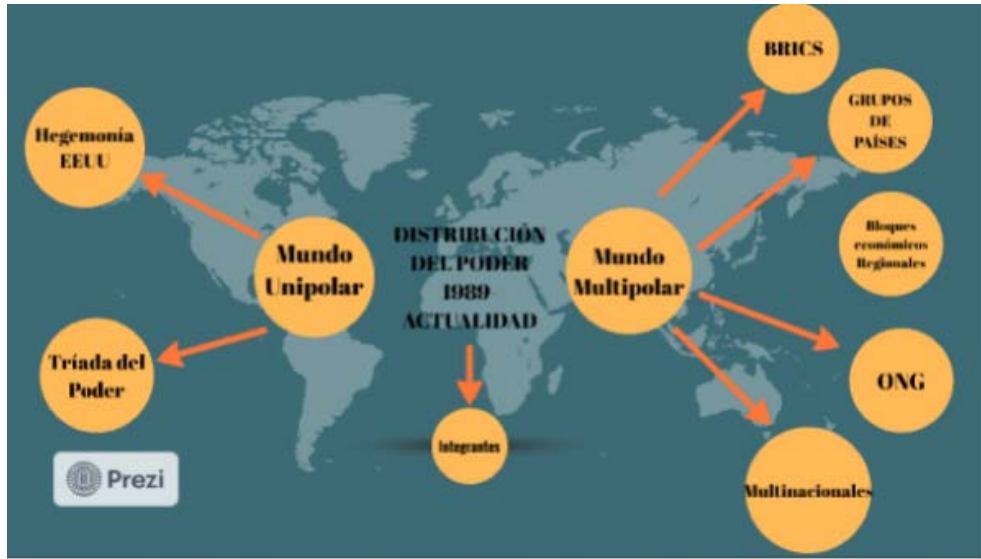 BRICS
GRUPOS
DE
PAÍSES
Hegemonía
EEUU
Bloques
económicos
Regionales
Mundo
Unipolar
DISTRIBUCIÓN
DEL PODER
1989-
ACTUALIDAD
Mundo
Multipolar
Tríada del
Poder
ONG
Integrantes
Prezi
Multinacionales